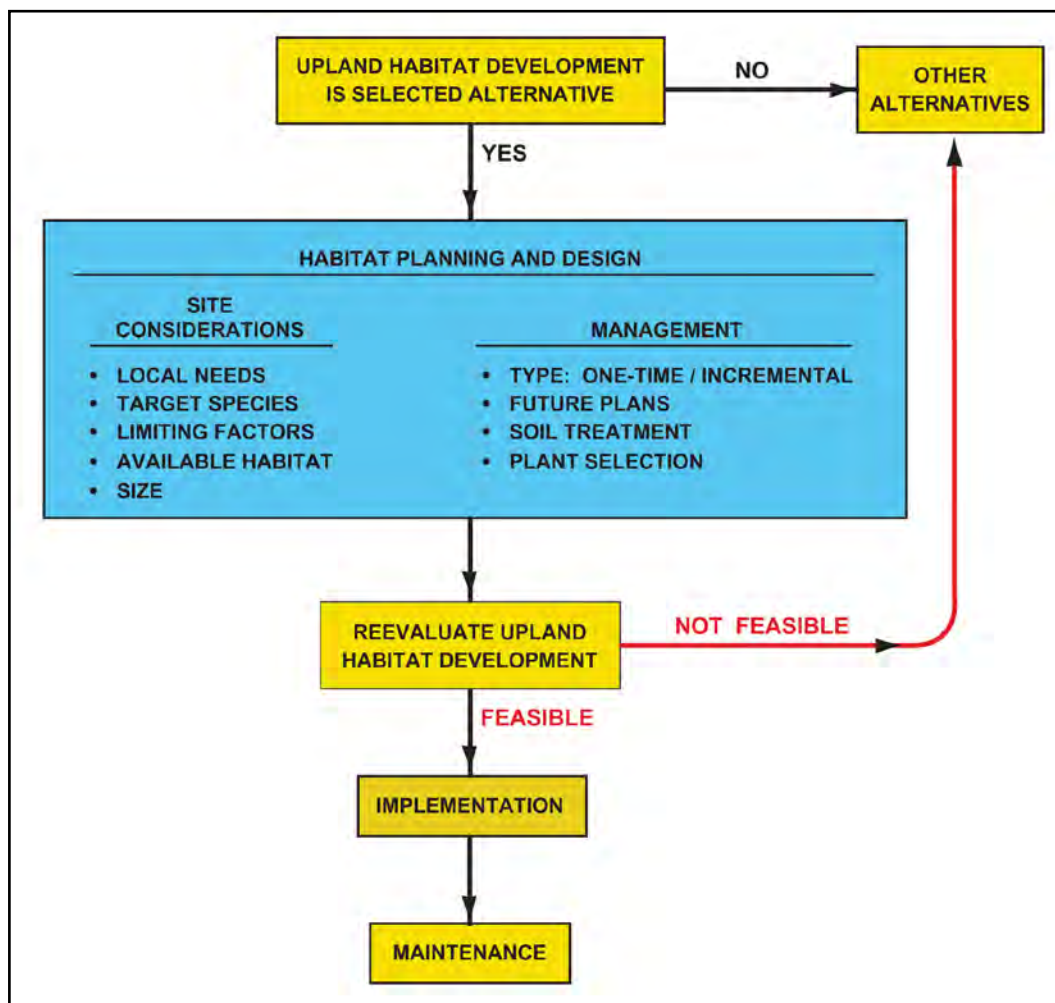 UPLAND HABITAT DEVELOPMENT
IS SELECTED ALTERNATIVE
NO
OTHER
ALTERNATIVES
YES
HABITAT PLANNING AND DESIGN
SITE
CONSIDERATIONS
• LOCAL NEEDS
• TARGET SPECIES
• LIMITING FACTORS
• AVAILABLE HABITAT
• SIZE
MANAGEMENT
• TYPE: ONE-TIME / INCREMENTAL
• FUTURE PLANS
• SOIL TREATMENT
• PLANT SELECTION
REEVALUATE UPLAND
HABITAT DEVELOPMENT
NOT FEASIBLE
FEASIBLE
IMPLEMENTATION
MAINTENANCE